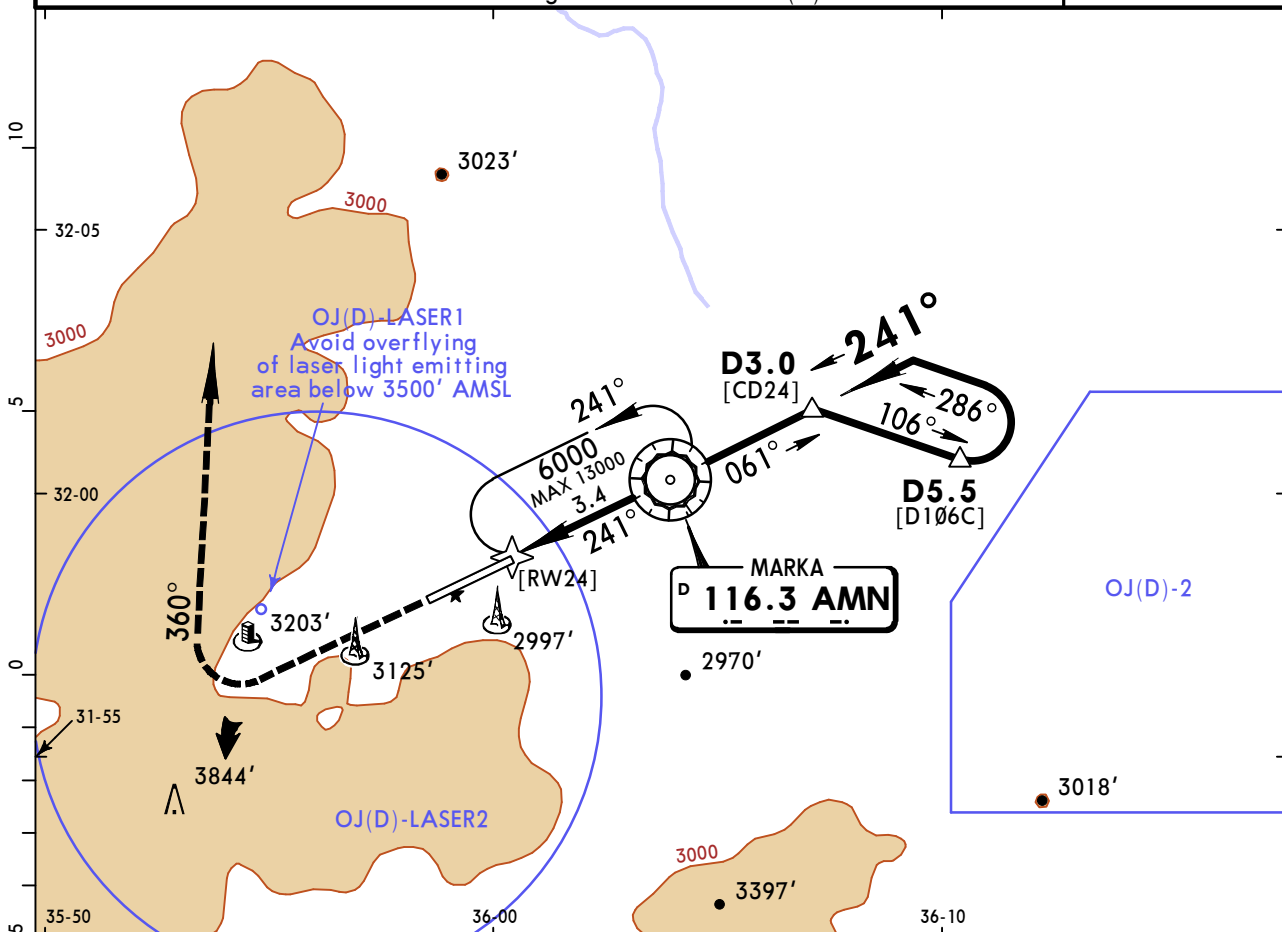 10
3023'
3000
32-05
3000
OJ(D)-LASER1
Avoid overflying
of laser light emitting
area below 3500' AMSL
241°
D3.0
[CD24]
286°
106°
5
241°
6000
MAX 13000
3.4
241°
061°
D5.5
[D1Ø6C]
32-00
[RW24]
MARKA
D 116.3 AMN
OJ(D)-2
360°
3203'
2997'
3125'
2970'
0
31-55
3844'
3018'
OJ(D)-LASER2
3000
3397'
5
35-50
36-00
36-10